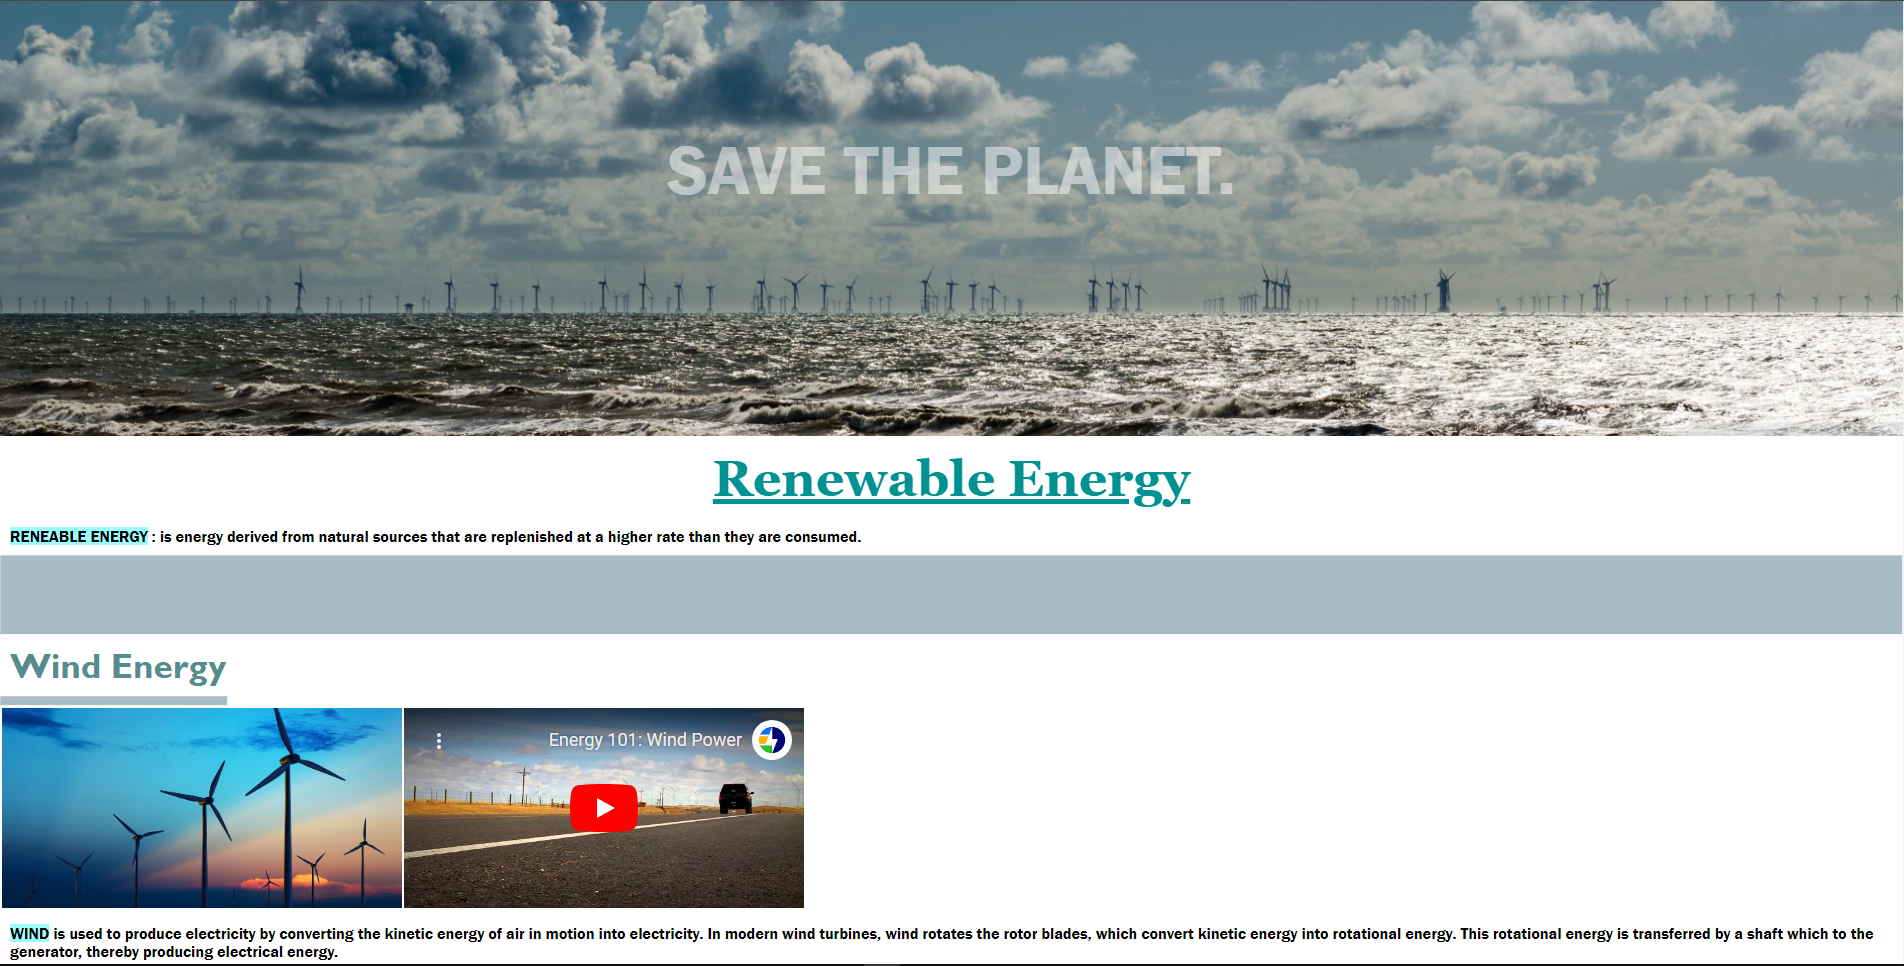 SAVE THE PLANET.
Renewable Energy
RENEABLE ENERGY : is energy derived from natural sources that are replenished at a higher rate than they are consumed.
Wind Energy
Energy 101: Wind Power
WIND is used to produce electricity by converting the kinetic energy of air in motion into electricity. In modern wind turbines, wind rotates the rotor blades, which convert kinetic energy into rotational energy. This rotational energy is transferred by a shaft which to the
generator, thereby producing electrical energy.